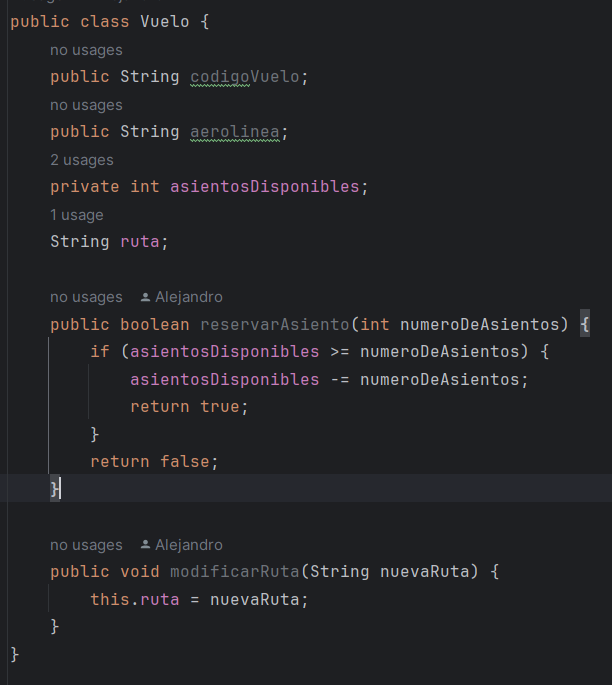 public class Vuelo {
no usages
public String codigoVuelo;
no usages
public String aerolinea;
2 usages
private int asientosDisponibles;
1 usage
String ruta;
no usages Alejandro
public boolean reservarAsiento(int numeroDeAsientos) {
if (asientosDisponibles >= numeroDeAsientos) {
asientosDisponibles -= numeroDeAsientos;
return true;
}
return false;
}
no usages Alejandro
public void modificarRuta(String nuevaRuta) {
this.ruta = nuevaRuta;
}
}